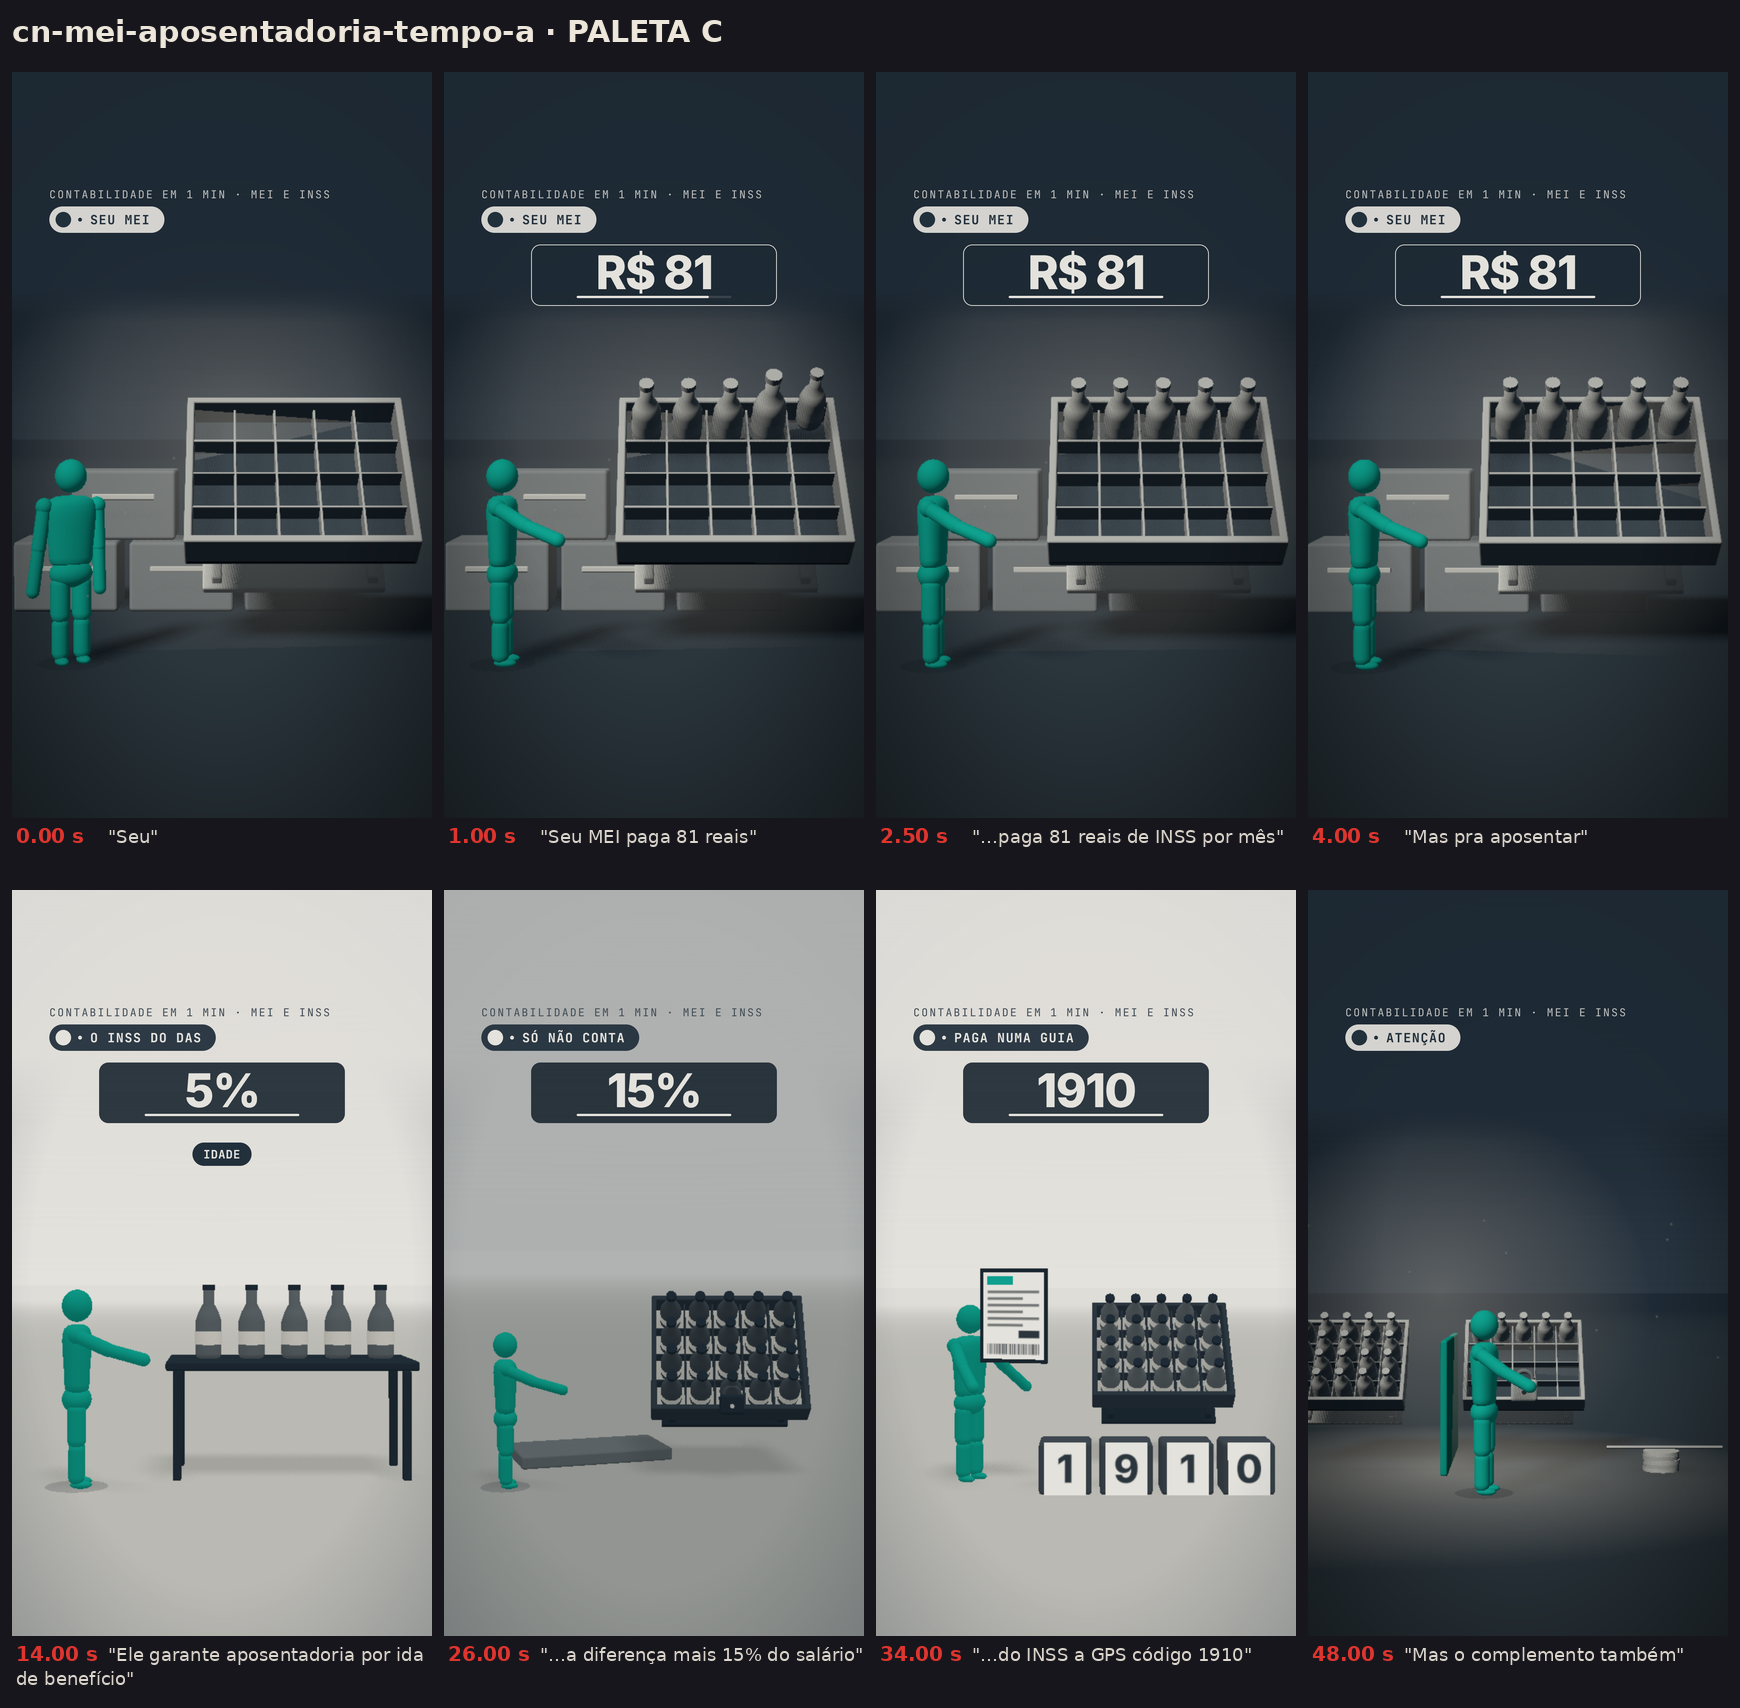 cn-mei-aposentadoria-tempo-a · PALETA C
CONTABILIDADE EM 1 MIN · MEI E INSS
• SEU MEI
0.00 s "Seu"
CONTABILIDADE EM 1 MIN · MEI E INSS
• SEU MEI
R$ 81
1.00 s "Seu MEI paga 81 reais"
CONTABILIDADE EM 1 MIN · MEI E INSS
• SEU MEI
R$ 81
2.50 s "...paga 81 reais de INSS por mês"
CONTABILIDADE EM 1 MIN · MEI E INSS
• SEU MEI
R$ 81
4.00 s "Mas pra aposentar"
CONTABILIDADE EM 1 MIN · MEI E INSS
• O INSS DO DAS
5%
IDADE
14.00 s "Ele garante aposentadoria por ida
de benefício"
CONTABILIDADE EM 1 MIN · MEI E INSS
• SÓ NÃO CONTA
15%
26.00 s "...a diferença mais 15% do salário"
CONTABILIDADE EM 1 MIN · MEI E INSS
• PAGA NUMA GUIA
1910
1 9 1 0
34.00 s "...do INSS a GPS código 1910"
CONTABILIDADE EM 1 MIN · MEI E INSS
• ATENÇÃO
48.00 s "Mas o complemento também"